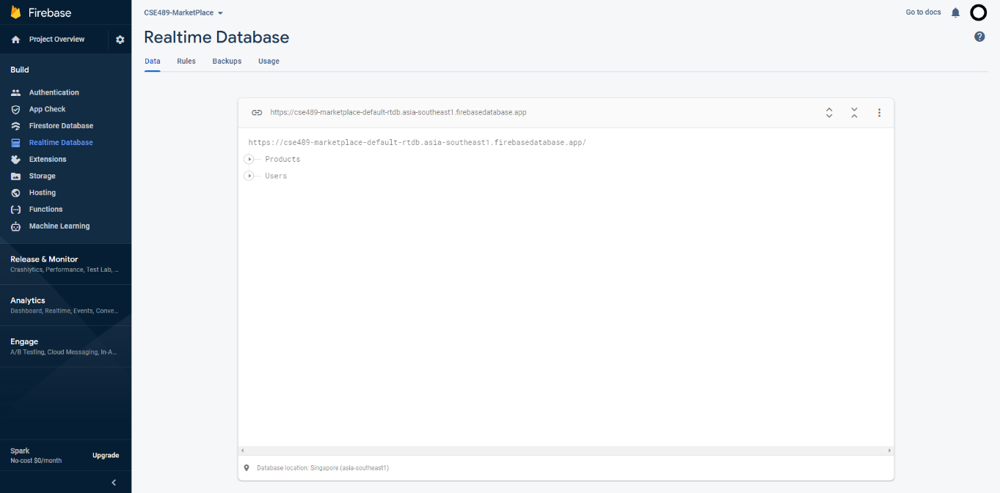 Firebase
Project Overview
Build
Authentication
App Check
Firestore Database
Realtime Database
Extensions
Storage
Hosting
Functions
Machine Learning
Release & Monitor
Crashlytics, Performance, Test Lab, ...
Analytics
Dashboard, Realtime, Events, Conve...
Engage
A/B Testing, Cloud Messaging, In-A...
Spark
No-cost $0/month
Upgrade
CSE489-MarketPlace
Go to docs
Realtime Database
Data Rules Backups Usage
https://cse489-marketplace-default-rtdb.asia-southeast1.firebasedatabase.app
https://cse489-marketplace-default-rtdb.asia-southeast1.firebasedatabase.app/
Products
Users
Database location: Singapore (asia-southeast1)